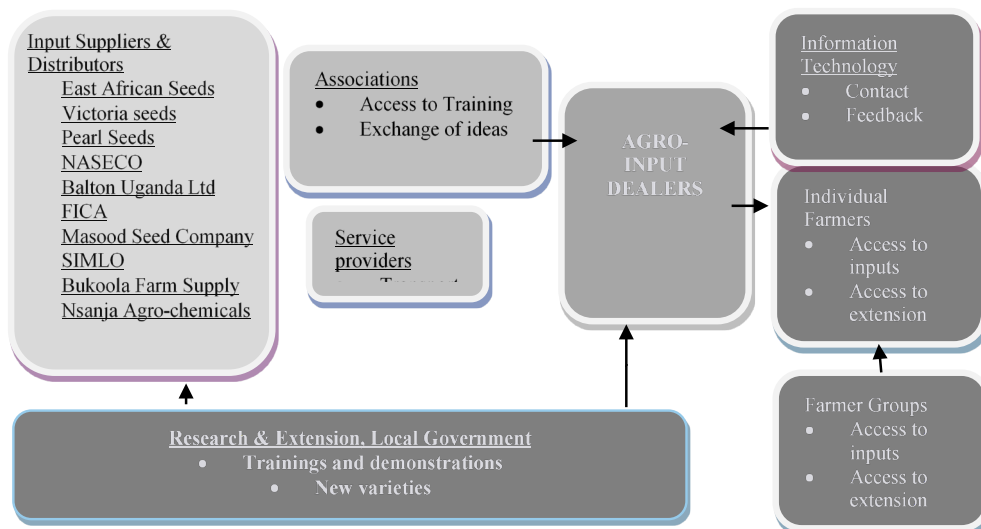 Input Suppliers &
Distributors
East African Seeds
Victoria seeds
Pearl Seeds
NASECO
Balton Uganda Ltd
FICA
Masood Seed Company
SIMLO
Bukoola Farm Supply
Nsanja Agro-chemicals
Associations
• Access to Training
• Exchange of ideas
Service
providers
AGRO-
INPUT
DEALERS
Information
Technology
• Contact
• Feedback
Individual
Farmers
• Access to
inputs
• Access to
extension
Farmer Groups
• Access to
inputs
• Access to
extension
Research & Extension, Local Government
• Trainings and demonstrations
• New varieties